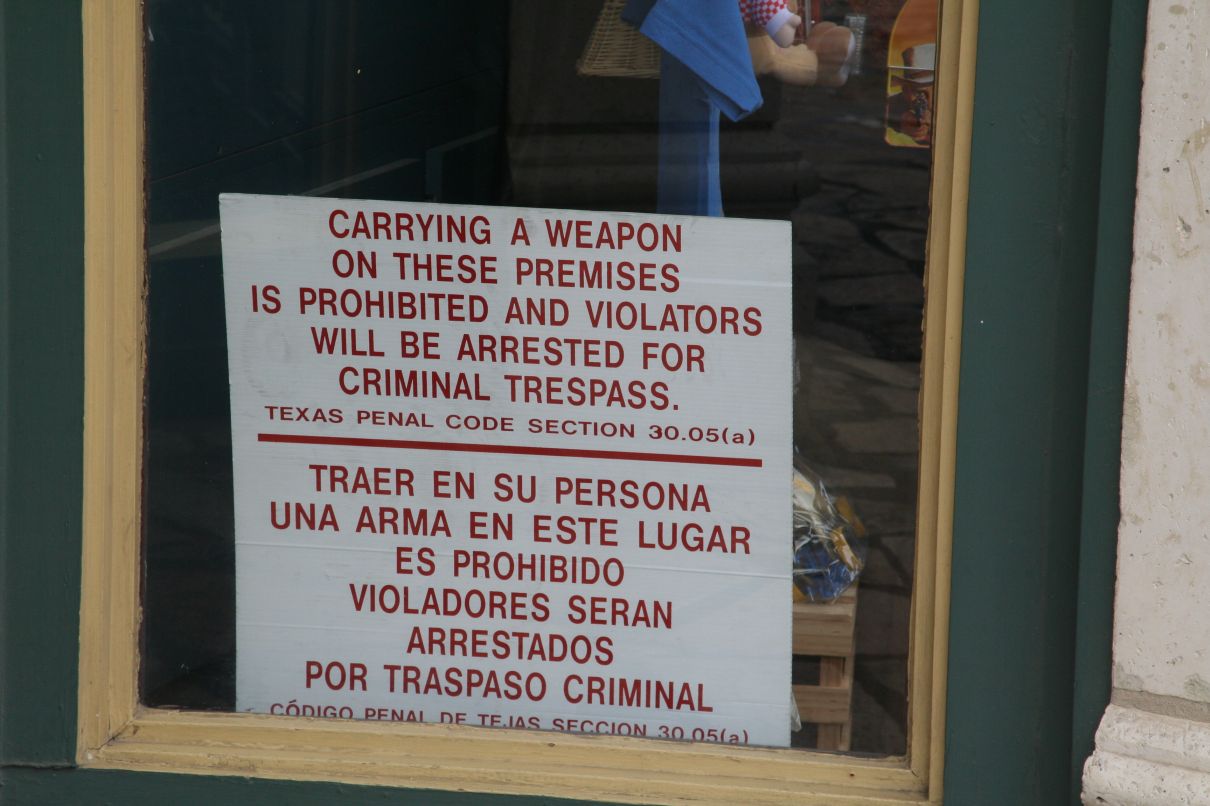 CARRYING A WEAPON
ON THESE PREMISES
IS PROHIBITED AND VIOLATORS
WILL BE ARRESTED FOR
CRIMINAL TRESPASS.
TEXAS PENAL CODE SECTION 30.05(a)
TRAER EN SU PERSONA
UNA ARMA EN ESTE LUGAR
ES PROHIBIDO
VIOLADORES SERAN
ARRESTADOS
POR TRASPASO CRIMINAL
CÓDIGO PENAL DE TEJAS SECCION 30.05(a)